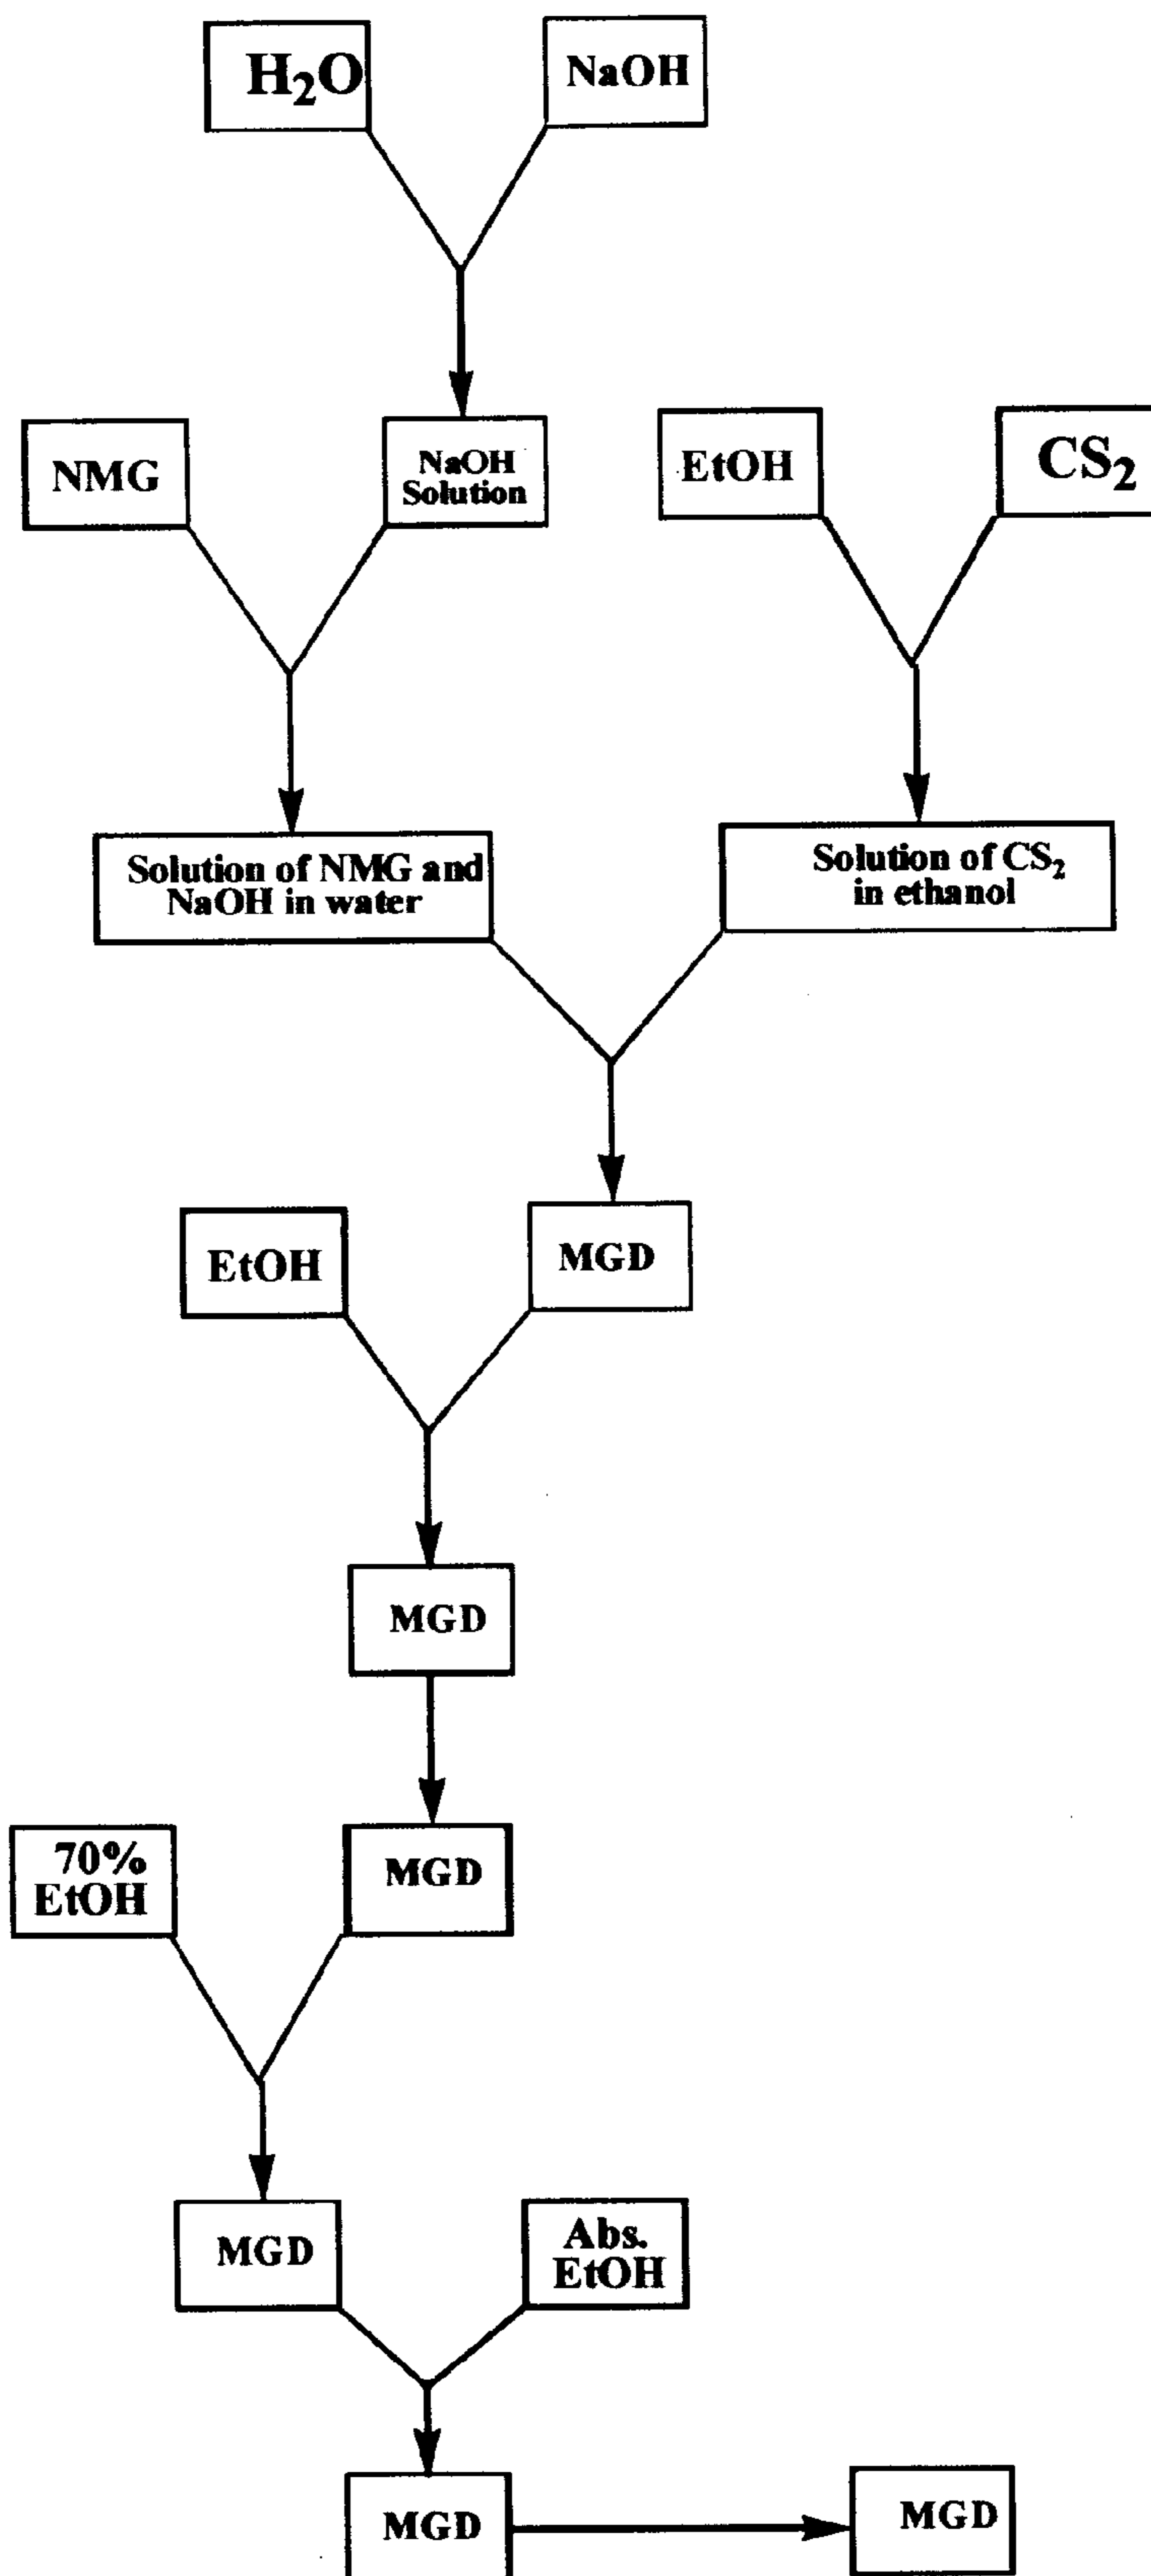 H₂O
NaOH
NMG
NaOH
Solution
EtOH
CS₂
Solution of NMG and
NaOH in water
Solution of CS₂
in ethanol
EtOH
MGD
MGD
70%
EtOH
MGD
MGD
Abs.
EtOH
MGD
MGD